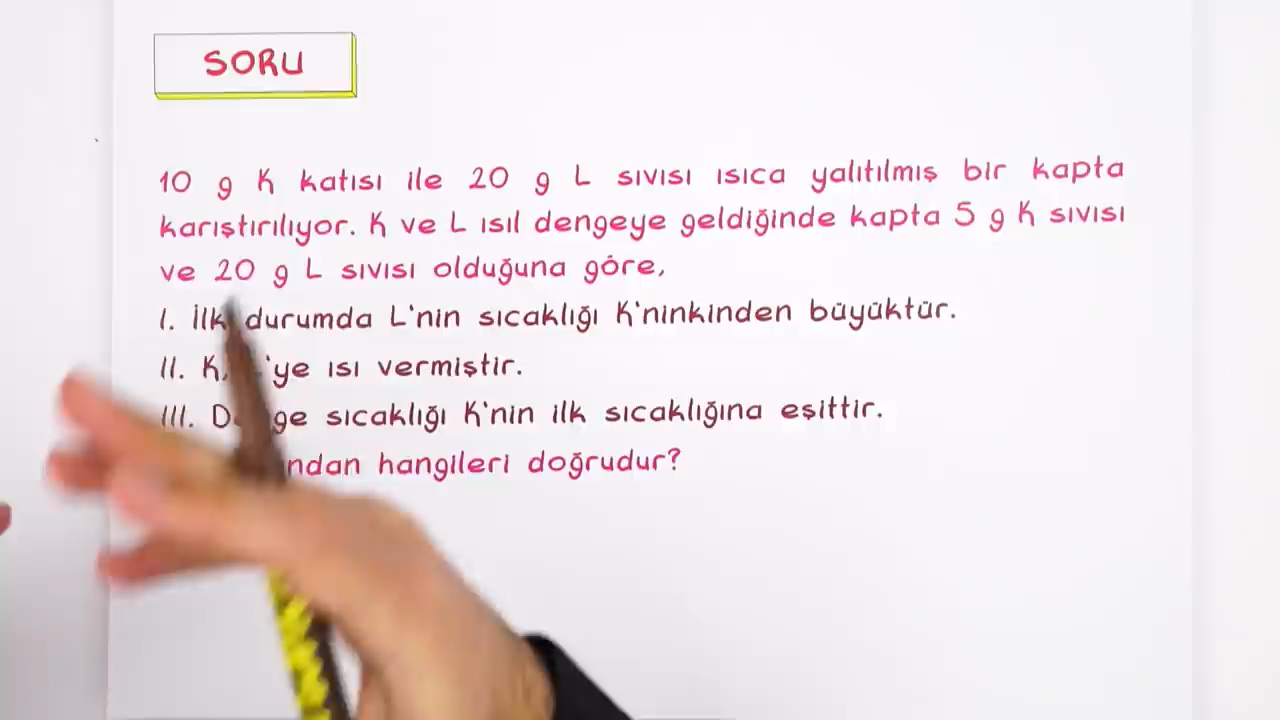 SORU
10 g K katısı ile 20 g L sıvısı ısıca yalıtılmış bir kapta
karıştırılıyor. K ve L ısıl dengeye geldiğinde kapta 5 g K sıvısı
ve 20 g L sıvısı olduğuna göre,
I. İlk durumda L'nin sıcaklığı K'ninkinden büyüktür.
II. K, 'ye ısı vermiştir.
III. sıcaklığı K'nin ilk sıcaklığına eşittir.
hangileri doğrudur?